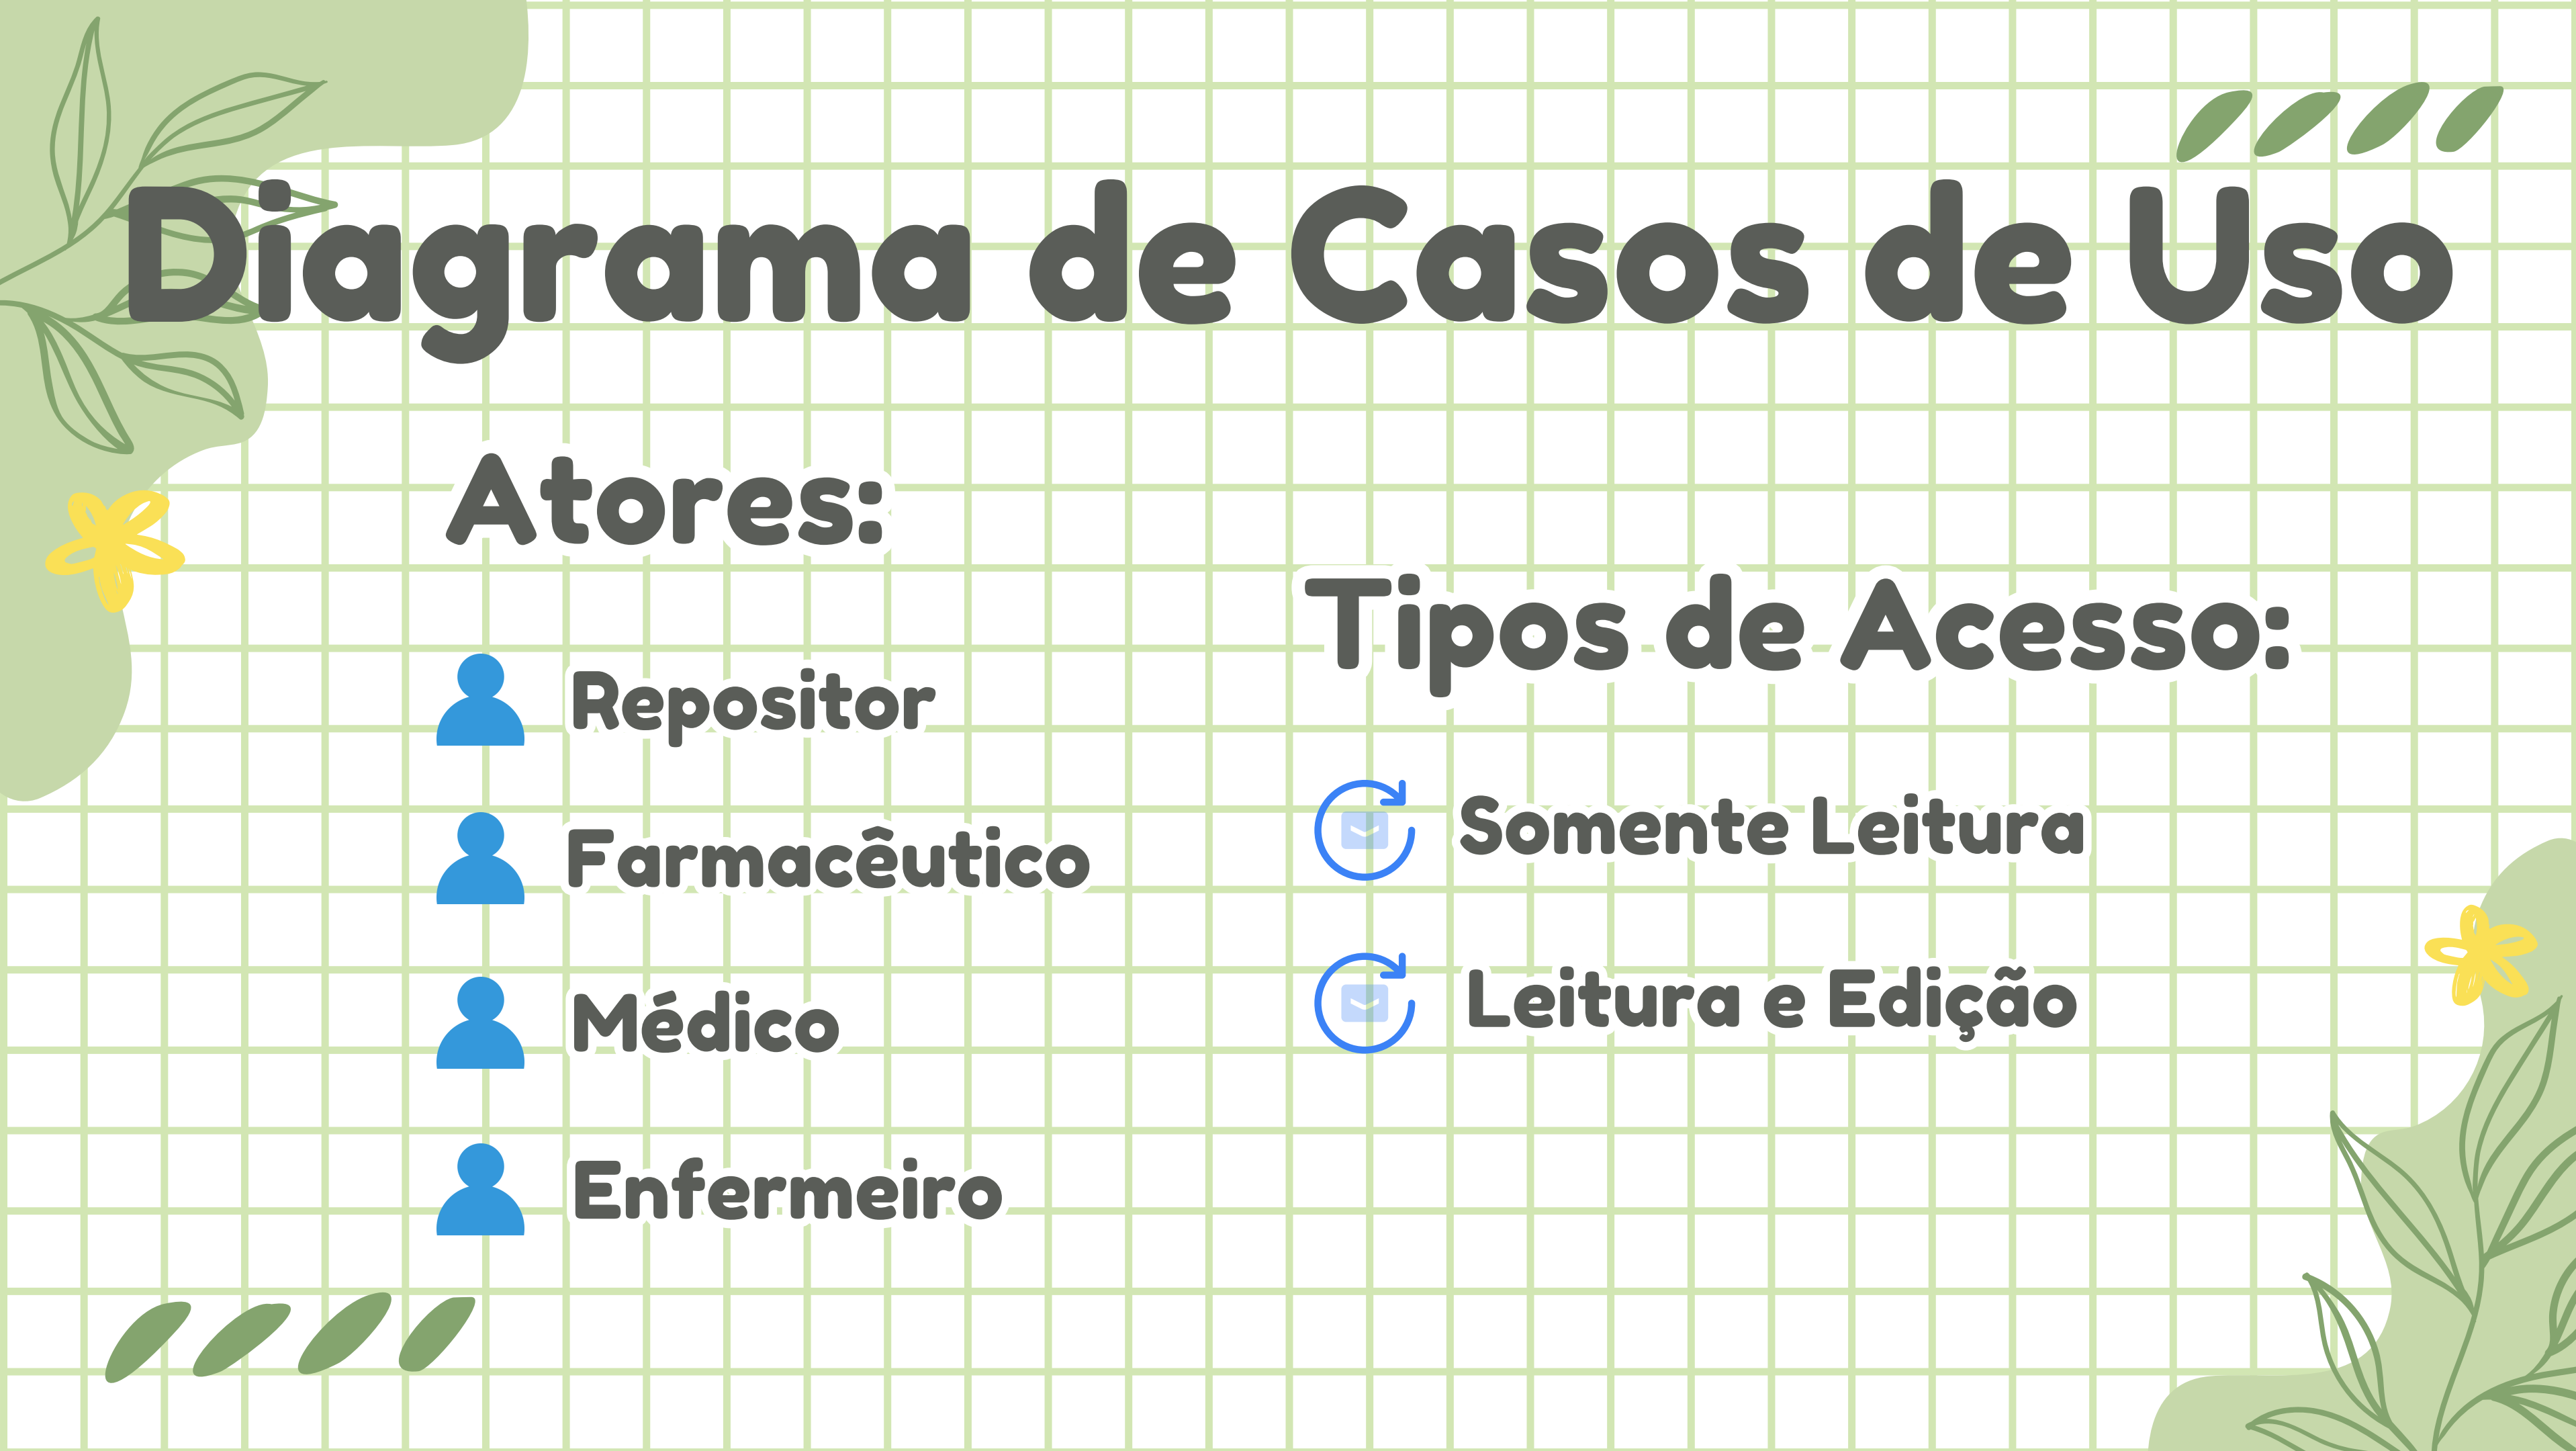 Diagrama de Casos de Uso
Atores:
Repositor
Farmacêutico
Médico
Enfermeiro
Tipos de Acesso:
Somente Leitura
Leitura e Edição